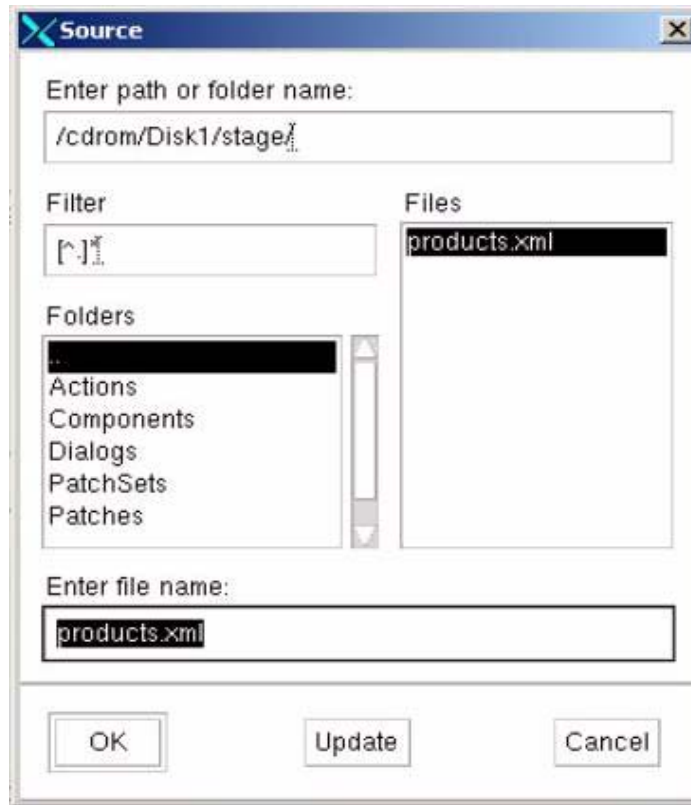 Source
Enter path or folder name:
/cdrom/Disk1/stage/
Filter
[^.]*
Files
products.xml
Folders
..
Actions
Components
Dialogs
PatchSets
Patches
Enter file name:
products.xml
OK
Update
Cancel